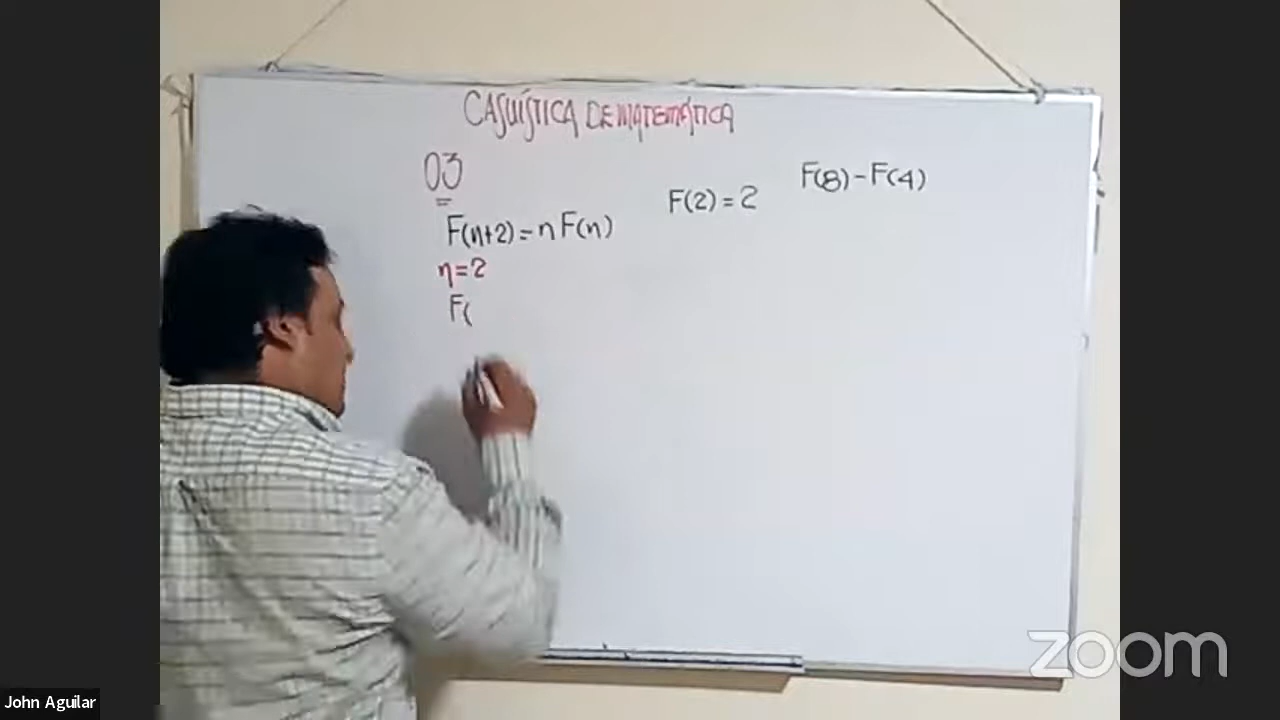 CASUÍSTICA DE MATEMÁTICA
03
F(n+2) = n F(n)
F(2) = 2
F(8) - F(4)
n = 2
F(
zoom
John Aguilar